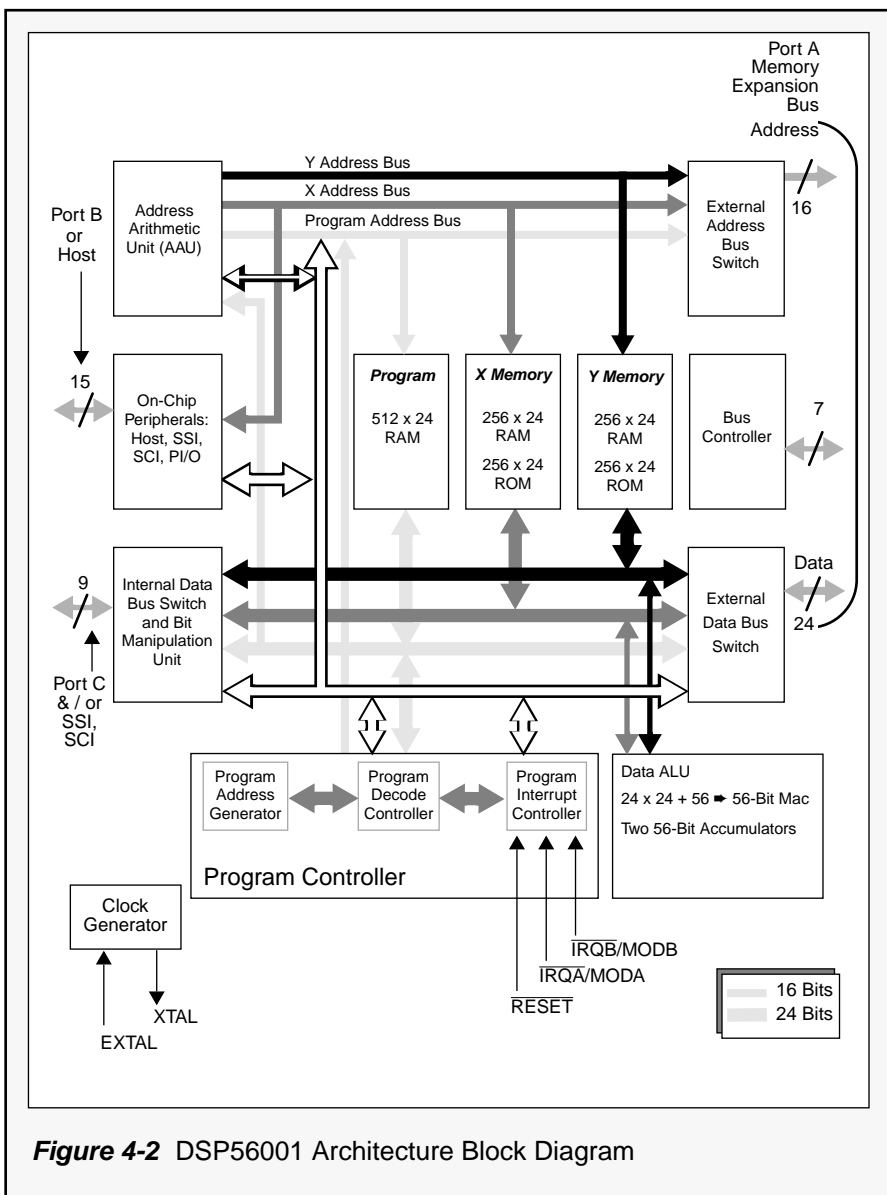 Port A
Memory
Expansion
Bus
Address
Y Address Bus
X Address Bus
Program Address Bus
Address
Arithmetic
Unit (AAU)
External
Address
Bus
Switch
16
Port B
or
Host
15
On-Chip
Peripherals:
Host, SSI,
SCI, PI/O
Program
512 x 24
RAM
X Memory
256 x 24
RAM
256 x 24
ROM
Y Memory
256 x 24
RAM
256 x 24
ROM
Bus
Controller
7
9
Internal Data
Bus Switch
and Bit
Manipulation
Unit
External
Data Bus
Switch
Data
24
Port C
& / or
SSI,
SCI
Program
Address
Generator
Program
Decode
Controller
Program
Interrupt
Controller
Program Controller
Data ALU
24 x 24 + 56 ➨ 56-Bit Mac
Two 56-Bit Accumulators
Clock
Generator
XTAL
EXTAL
IRQB/MODB
IRQA/MODA
RESET
16 Bits
24 Bits
Figure 4-2 DSP56001 Architecture Block Diagram